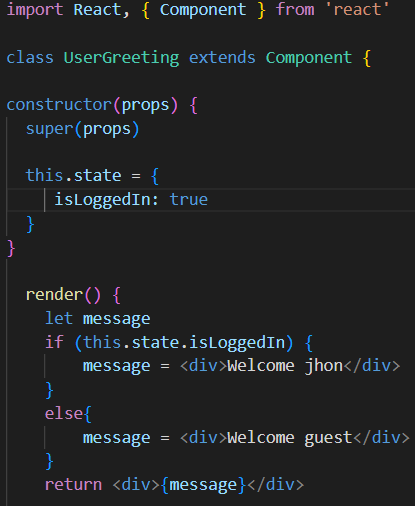 import React, { Component } from 'react'
class UserGreeting extends Component {
constructor(props) {
super(props)
this.state = {
isLoggedIn: true
}
}
render() {
let message
if (this.state.isLoggedIn) {
message = <div>Welcome jhon</div>
}
else{
message = <div>Welcome guest</div>
}
return <div>{message}</div>